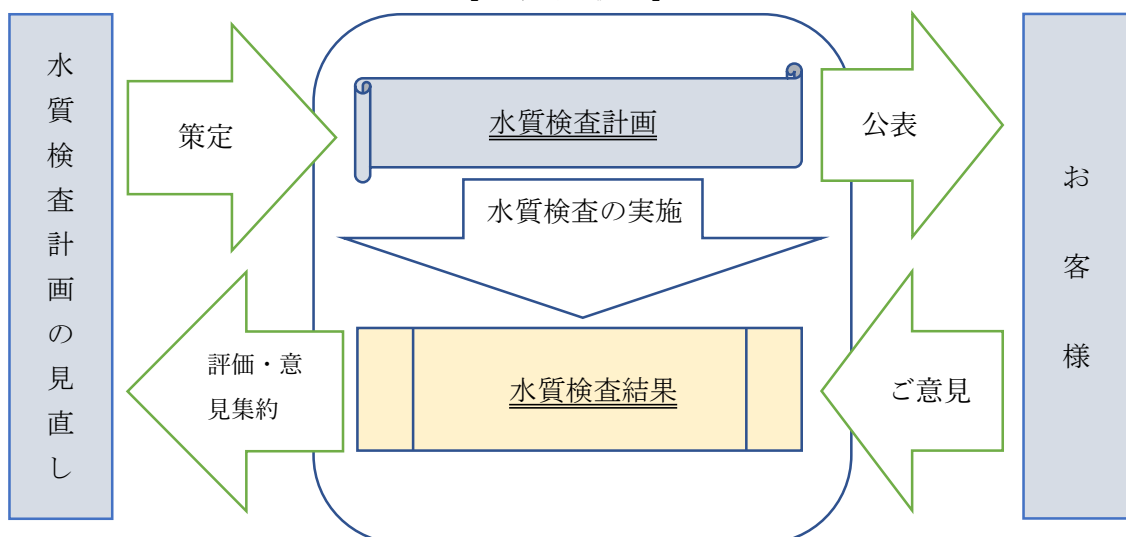 水質検査計画の見直し
策定
水質検査計画
公表
お客様
水質検査の実施
評価・意
見集約
水質検査結果
ご意見